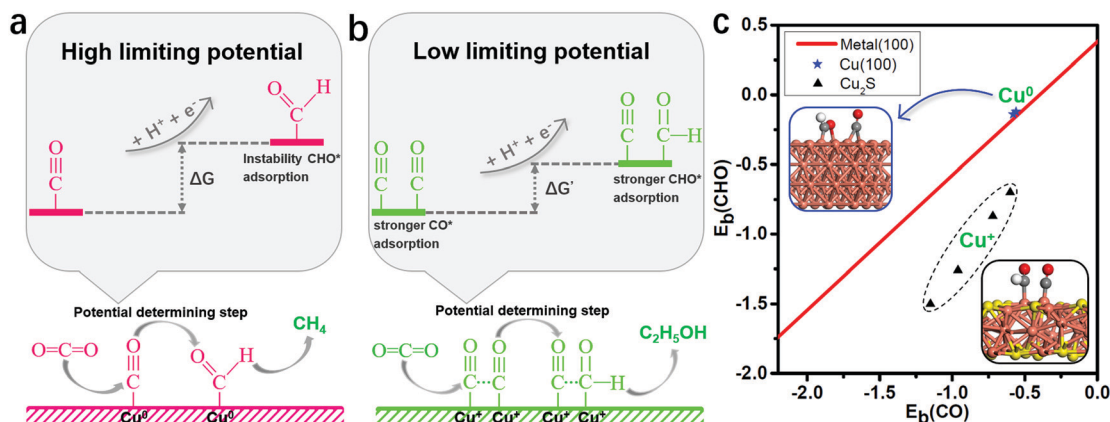 a
High limiting potential
O
C
+ H⁺ + e⁻
ΔG
O
H
C
Instability CHO*
adsorption
Potential determining step
O=C=O
O
C
Cu⁰
O
H
C
Cu⁰
CH₄
b
Low limiting potential
O O
C C
stronger CO*
adsorption
+ H⁺ + e⁻
ΔG'
O O
C C—H
stronger CHO*
adsorption
Potential determining step
O=C=O
O O
C C
Cu⁺ Cu⁺
O O
C C—H
Cu⁺ Cu⁺
C₂H₅OH
c
Metal(100)
Cu(100)
Cu₂S
Cu⁰
Cu⁺
E_b(CHO)
0.5
0.0
-0.5
-1.0
-1.5
-2.0
-2.0 -1.5 -1.0 -0.5 0.0
E_b(CO)